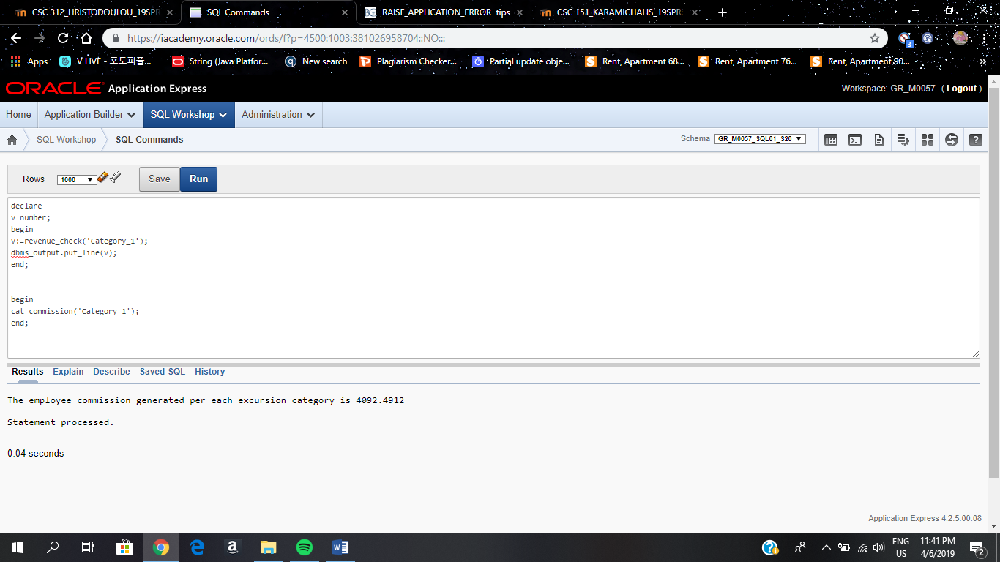 CSC 312_HRISTODOULOU_19SPR
SQL Commands
BC RAISE_APPLICATION_ERROR tips
CSC 151_KARAMICHALIS_19SPR
https://iacademy.oracle.com/ords/f?p=4500:1003:381026958704::NO:::
3
Apps
V LIVE - 포토피플...
String (Java Platfor...
New search
Plagiarism Checker...
Partial update obje...
Rent, Apartment 68...
Rent, Apartment 76...
Rent, Apartment 90...
»
ORACLE Application Express
Workspace: GR_M0057 ( Logout )
Home
Application Builder
SQL Workshop
Administration
SQL Workshop
SQL Commands
Schema
GR_M0057_SQL01_S20
Rows
1000
Save
Run
declare
v number;
begin
v:=revenue_check('Category_1');
dbms_output.put_line(v);
end;
begin
cat_commission('Category_1');
end;
Results Explain Describe Saved SQL History
The employee commission generated per each excursion category is 4092.4912
Statement processed.
0.04 seconds
Application Express 4.2.5.00.08
ENG
US
11:41 PM
4/6/2019
2